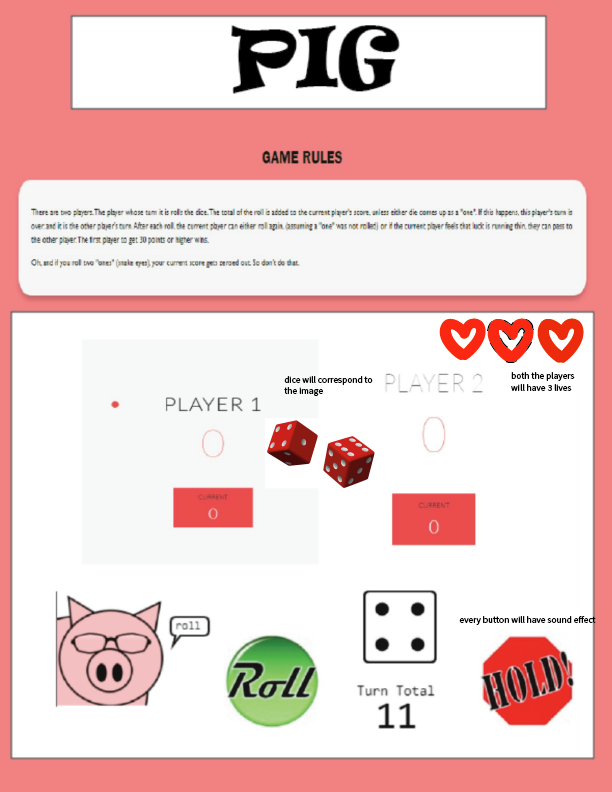 PIG
GAME RULES
There are two players. The player whose turn it is rolls the dice. The total of the roll is added to the current player's score, unless either die comes up as a "one". If this happens, this player's turn is
over and it is the other player's turn. After each roll, the current player can either roll again, (assuming a "one" was not rolled) or if the current player feels that luck is running thin, they can pass to
the other player. The first player to get 30 points or higher wins.
Oh, and if you roll two "ones" (snake eyes), your current score gets zeroed out. So don't do that.
dice will correspond to
the image
both the players
will have 3 lives
PLAYER 1
0
CURRENT
0
PLAYER 2
0
CURRENT
0
roll
Roll
Turn Total
11
every button will have sound effect
HOLD!